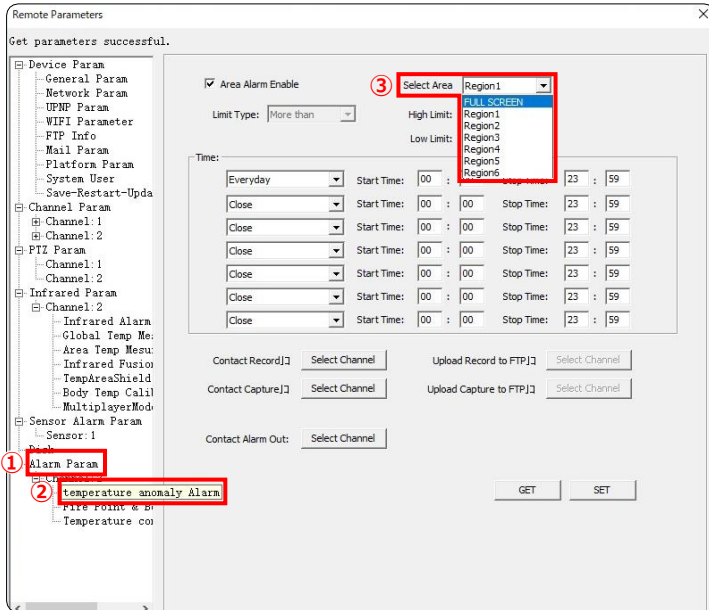 Remote Parameters
Get parameters successful.
Device Param
General Param
Network Param
UPNP Param
WIFI Parameter
FTP Info
Mail Param
Platform Param
System User
Save-Restart-Upda
Channel Param
Channel:1
Channel:2
PTZ Param
Channel:1
Channel:2
Infrared Param
Channel:2
Infrared Alarm
Global Temp Me
Area Temp Mesu
Infrared Fusion
TempAreaShield
Body Temp Cali
MultiplayerMod
Sensor Alarm Param
Sensor:1
Disk
① Alarm Param
② temperature anomaly Alarm
Temperature co
Area Alarm Enable
③ Select Area Region1
FULL SCREEN
Region1
Region2
Region3
Region4
Region5
Region6
Limit Type: More than
High Limit:
Low Limit:
Time:
Everyday Start Time: 00 : Stop Time: 23 : 59
Close Start Time: 00 : 00 Stop Time: 23 : 59
Close Start Time: 00 : 00 Stop Time: 23 : 59
Close Start Time: 00 : 00 Stop Time: 23 : 59
Close Start Time: 00 : 00 Stop Time: 23 : 59
Close Start Time: 00 : 00 Stop Time: 23 : 59
Close Start Time: 00 : 00 Stop Time: 23 : 59
Contact Record Select Channel Upload Record to FTP Select Channel
Contact Capture Select Channel Upload Capture to FTP Select Channel
Contact Alarm Out: Select Channel
GET SET